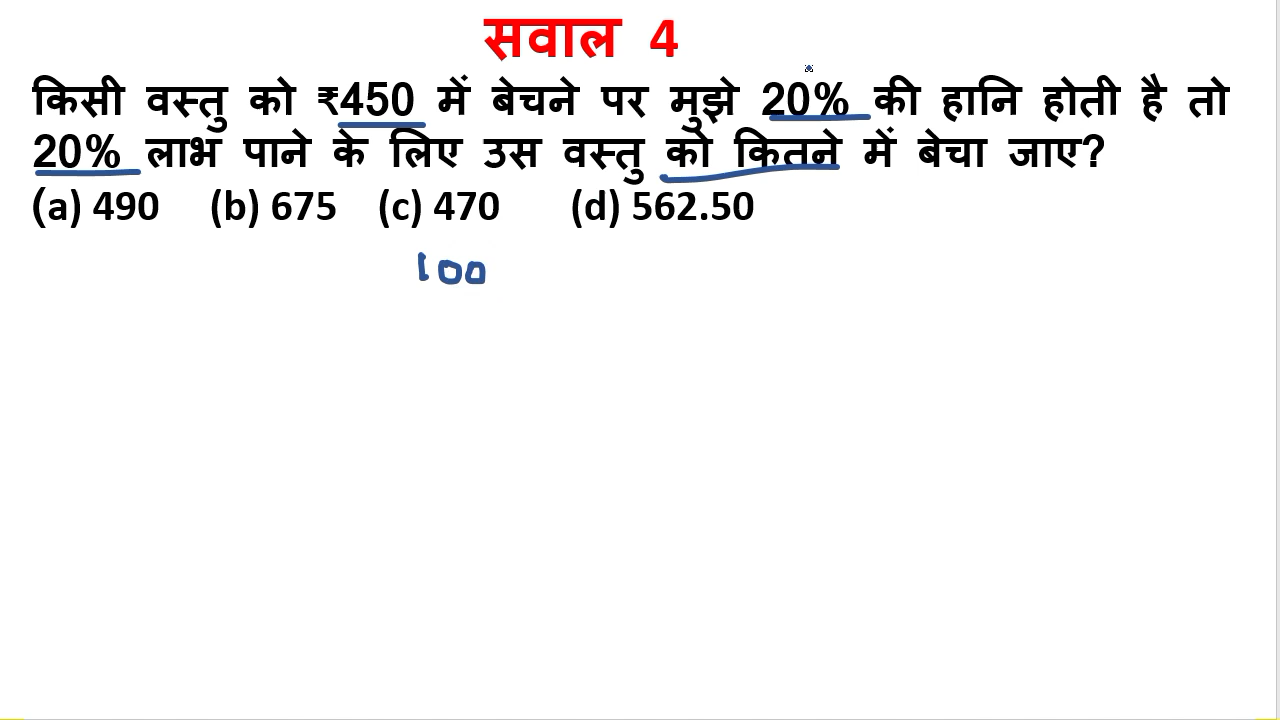 सवाल 4
किसी वस्तु को ₹450 में बेचने पर मुझे 20% की हानि होती है तो
20% लाभ पाने के लिए उस वस्तु को कितने में बेचा जाए?
(a) 490 (b) 675 (c) 470 (d) 562.50
100